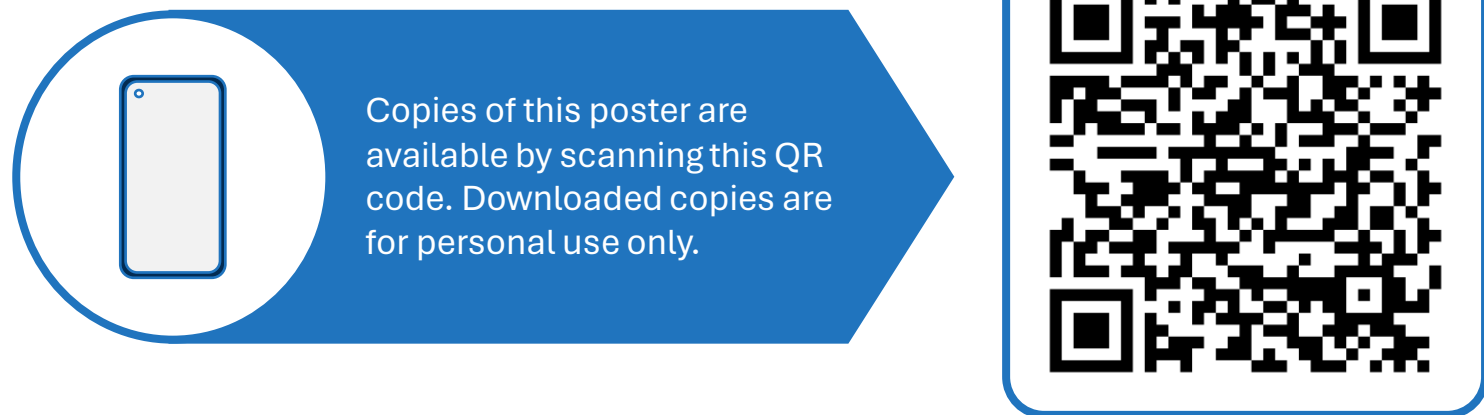 Copies of this poster are
available by scanning this QR
code. Downloaded copies are
for personal use only.